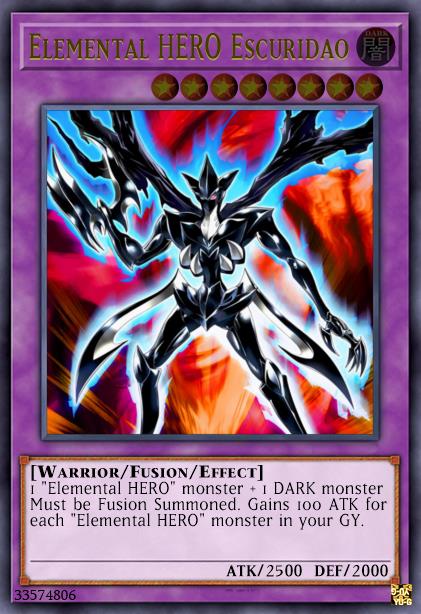 ELEMENTAL HERO ESCURIDAO
DARK
闇
[WARRIOR/FUSION/EFFECT]
1 "Elemental HERO" monster + 1 DARK monster
Must be Fusion Summoned. Gains 100 ATK for
each "Elemental HERO" monster in your GY.
ATK/2500 DEF/2000
33574806